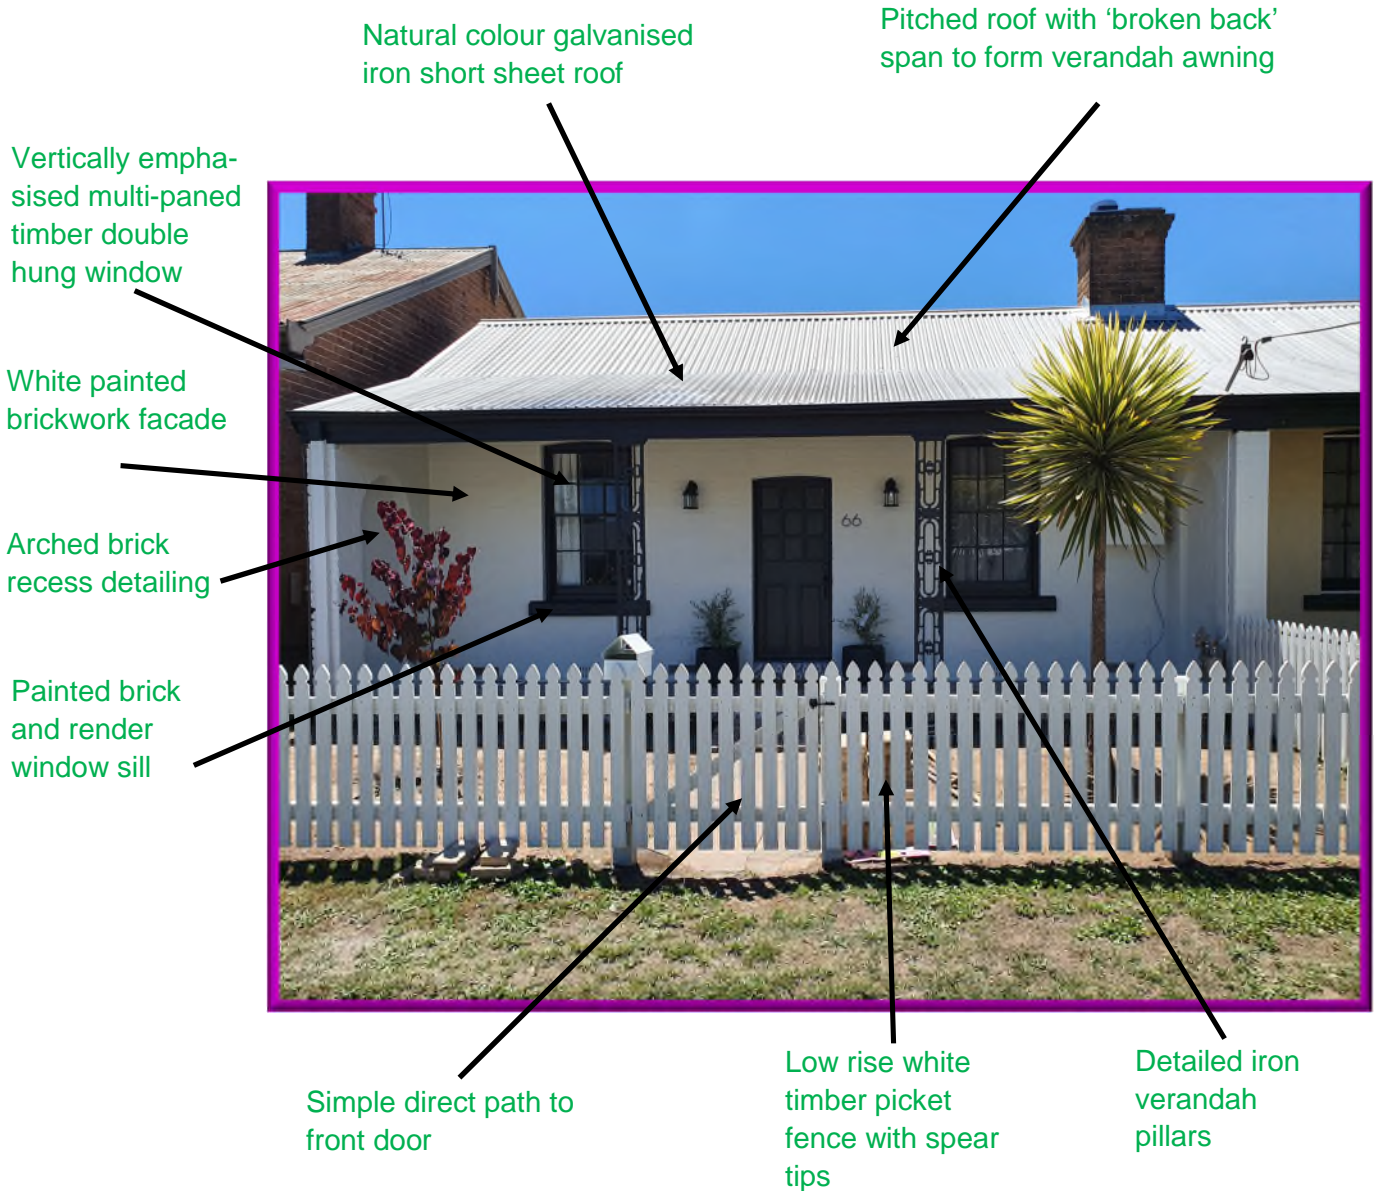 Natural colour galvanised
iron short sheet roof
Pitched roof with ‘broken back’
span to form verandah awning
Vertically empha-
sised multi-paned
timber double
hung window
White painted
brickwork facade
Arched brick
recess detailing
Painted brick
and render
window sill
66
Simple direct path to
front door
Low rise white
timber picket
fence with spear
tips
Detailed iron
verandah
pillars